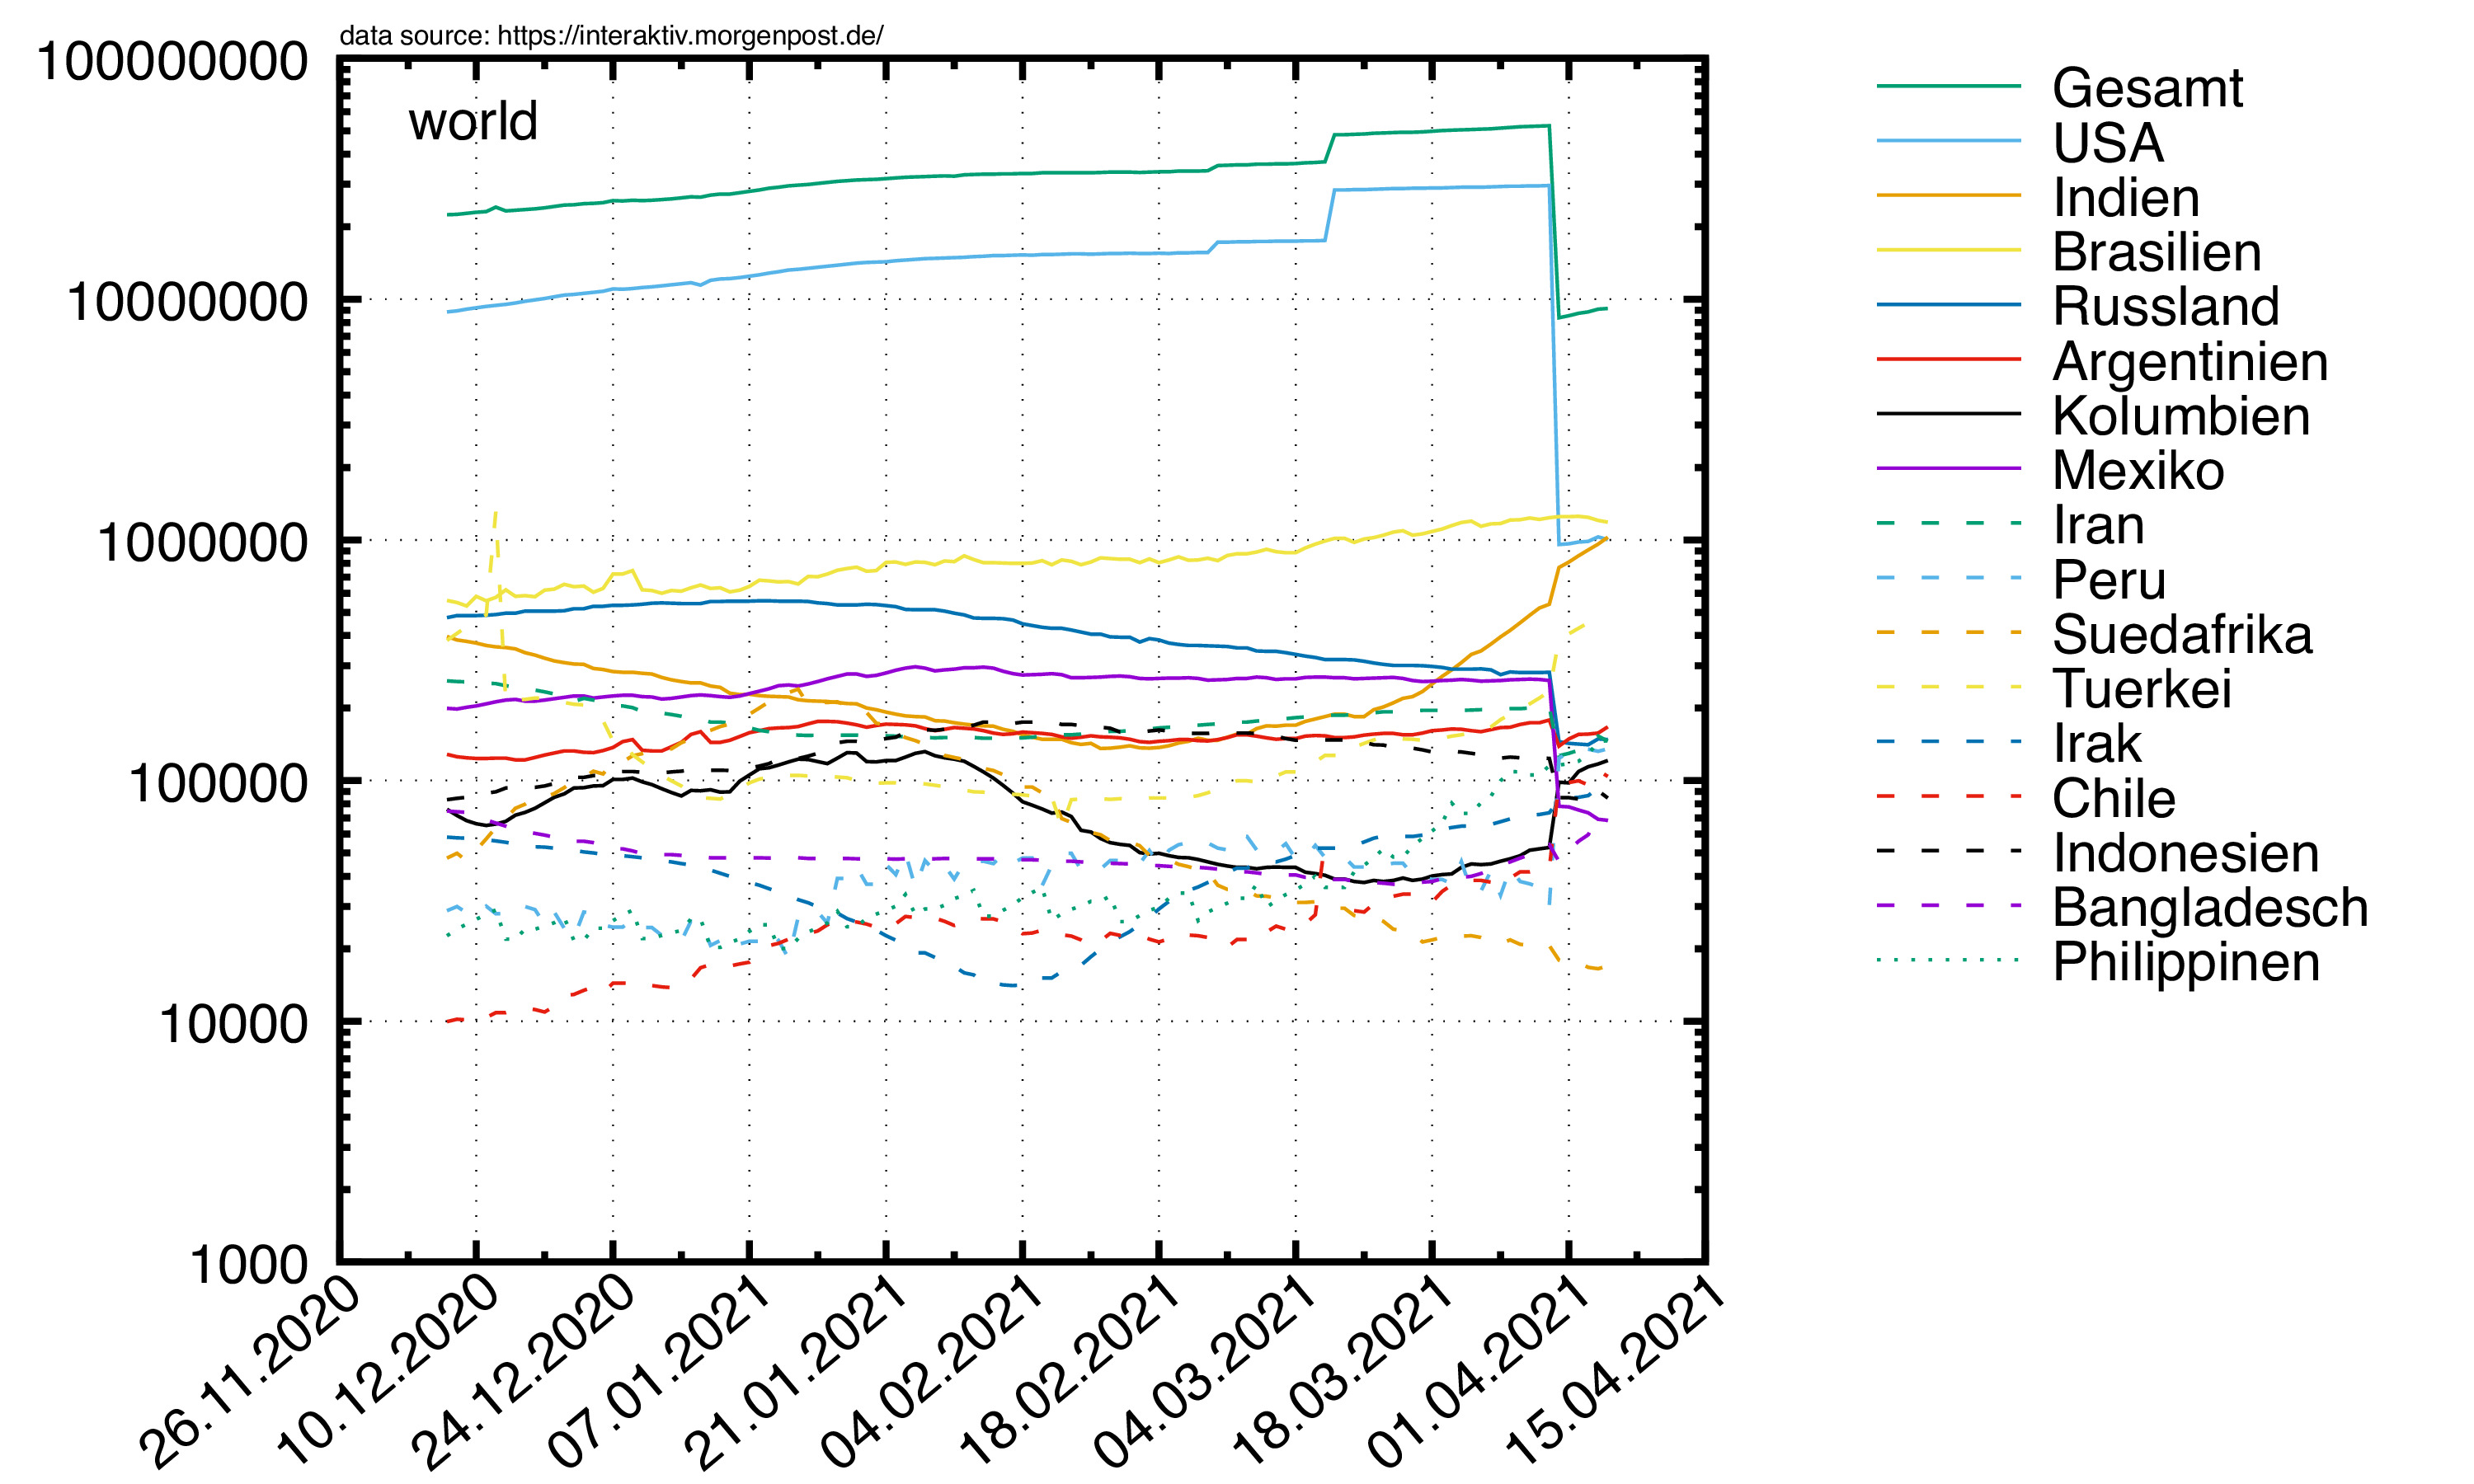 data source: https://interaktiv.morgenpost.de/
world
100000000
10000000
1000000
100000
10000
1000
26.11.2020
10.12.2020
24.12.2020
07.01.2021
21.01.2021
04.02.2021
18.02.2021
04.03.2021
18.03.2021
01.04.2021
15.04.2021
Gesamt
USA
Indien
Brasilien
Russland
Argentinien
Kolumbien
Mexiko
Iran
Peru
Suedafrika
Tuerkei
Irak
Chile
Indonesien
Bangladesch
Philippinen